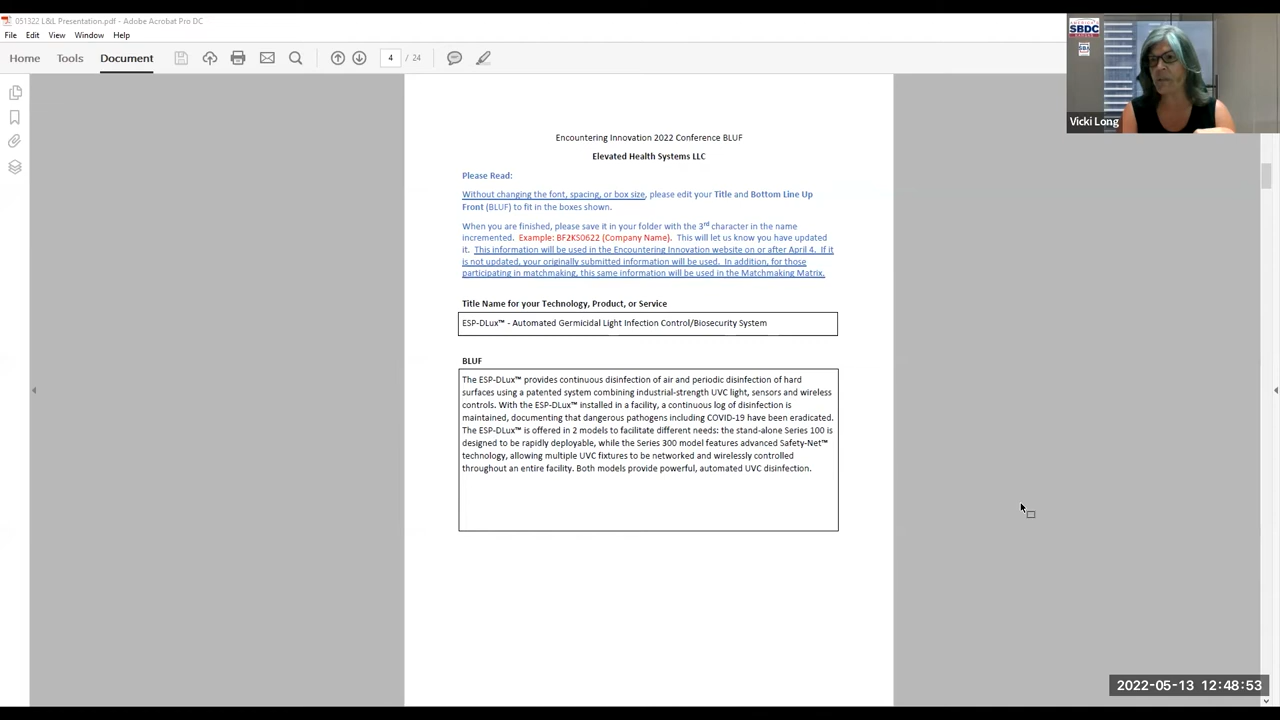 051322 L&L Presentation.pdf - Adobe Acrobat Pro DC
File Edit View Window Help
Home Tools Document 4 / 24
AMERICA'S
SBDC
KANSAS
SBA
Vicki Long
Encountering Innovation 2022 Conference BLUF
Elevated Health Systems LLC
Please Read:
Without changing the font, spacing, or box size, please edit your Title and Bottom Line Up
Front (BLUF) to fit in the boxes shown.
When you are finished, please save it in your folder with the 3rd character in the name
incremented. Example: BF2KS0622 (Company Name). This will let us know you have updated
it. This information will be used in the Encountering Innovation website on or after April 4. If it
is not updated, your originally submitted information will be used. In addition, for those
participating in matchmaking, this same information will be used in the Matchmaking Matrix.
Title Name for your Technology, Product, or Service
ESP-DLux™ - Automated Germicidal Light Infection Control/Biosecurity System
BLUF
The ESP-DLux™ provides continuous disinfection of air and periodic disinfection of hard
surfaces using a patented system combining industrial-strength UVC light, sensors and wireless
controls. With the ESP-DLux™ installed in a facility, a continuous log of disinfection is
maintained, documenting that dangerous pathogens including COVID-19 have been eradicated.
The ESP-DLux™ is offered in 2 models to facilitate different needs: the stand-alone Series 100 is
designed to be rapidly deployable, while the Series 300 model features advanced Safety-Net™
technology, allowing multiple UVC fixtures to be networked and wirelessly controlled
throughout an entire facility. Both models provide powerful, automated UVC disinfection.
2022-05-13 12:48:53